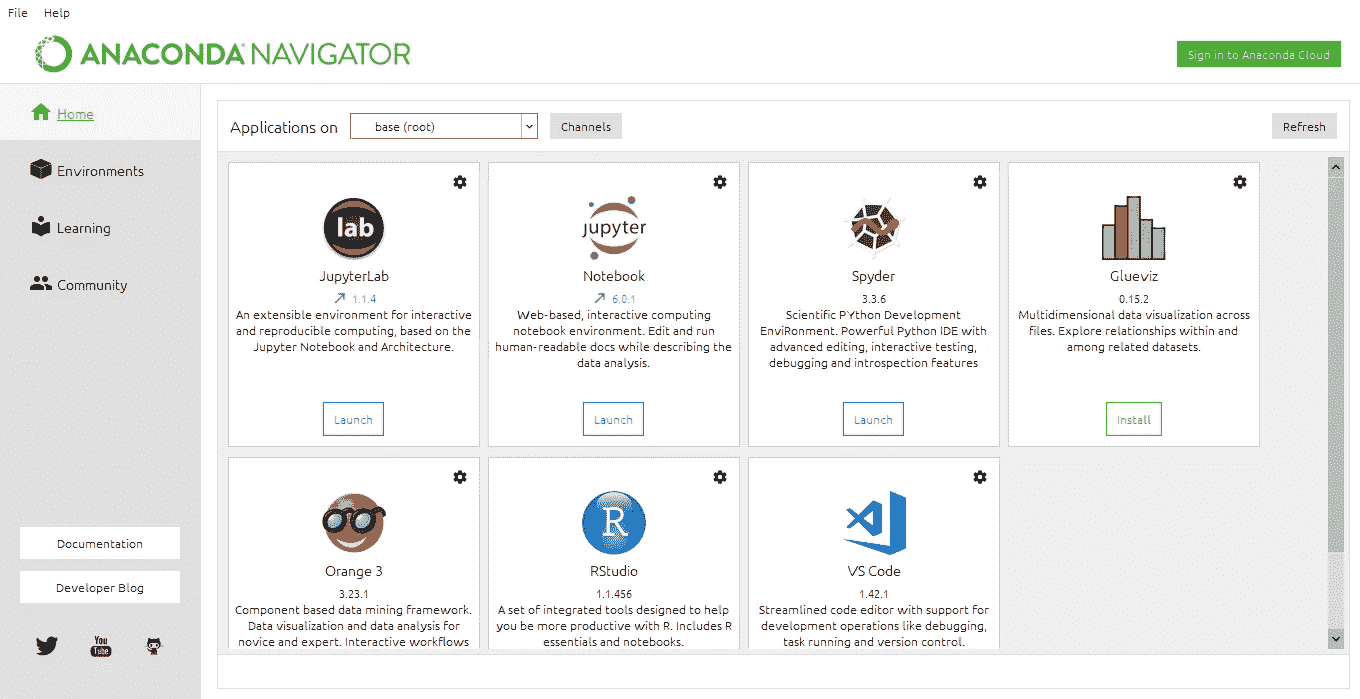 File Help
ANACONDA NAVIGATOR
Sign in to Anaconda Cloud
Home
Environments
Learning
Community
Documentation
Developer Blog
You
Tube
Applications on base (root) Channels Refresh
lab
JupyterLab
1.1.4
An extensible environment for interactive
and reproducible computing, based on the
Jupyter Notebook and Architecture.
Launch
jupyter
Notebook
6.0.1
Web-based, interactive computing
notebook environment. Edit and run
human-readable docs while describing the
data analysis.
Launch
Spyder
3.3.6
Scientific PYthon Development
EnviRonment. Powerful Python IDE with
advanced editing, interactive testing,
debugging and introspection features
Launch
Glueviz
0.15.2
Multidimensional data visualization across
files. Explore relationships within and
among related datasets.
Install
Orange 3
3.23.1
Component based data mining framework.
Data visualization and data analysis for
novice and expert. Interactive workflows
R
RStudio
1.1.456
A set of integrated tools designed to help
you be more productive with R. Includes R
essentials and notebooks.
VS Code
1.42.1
Streamlined code editor with support for
development operations like debugging,
task running and version control.